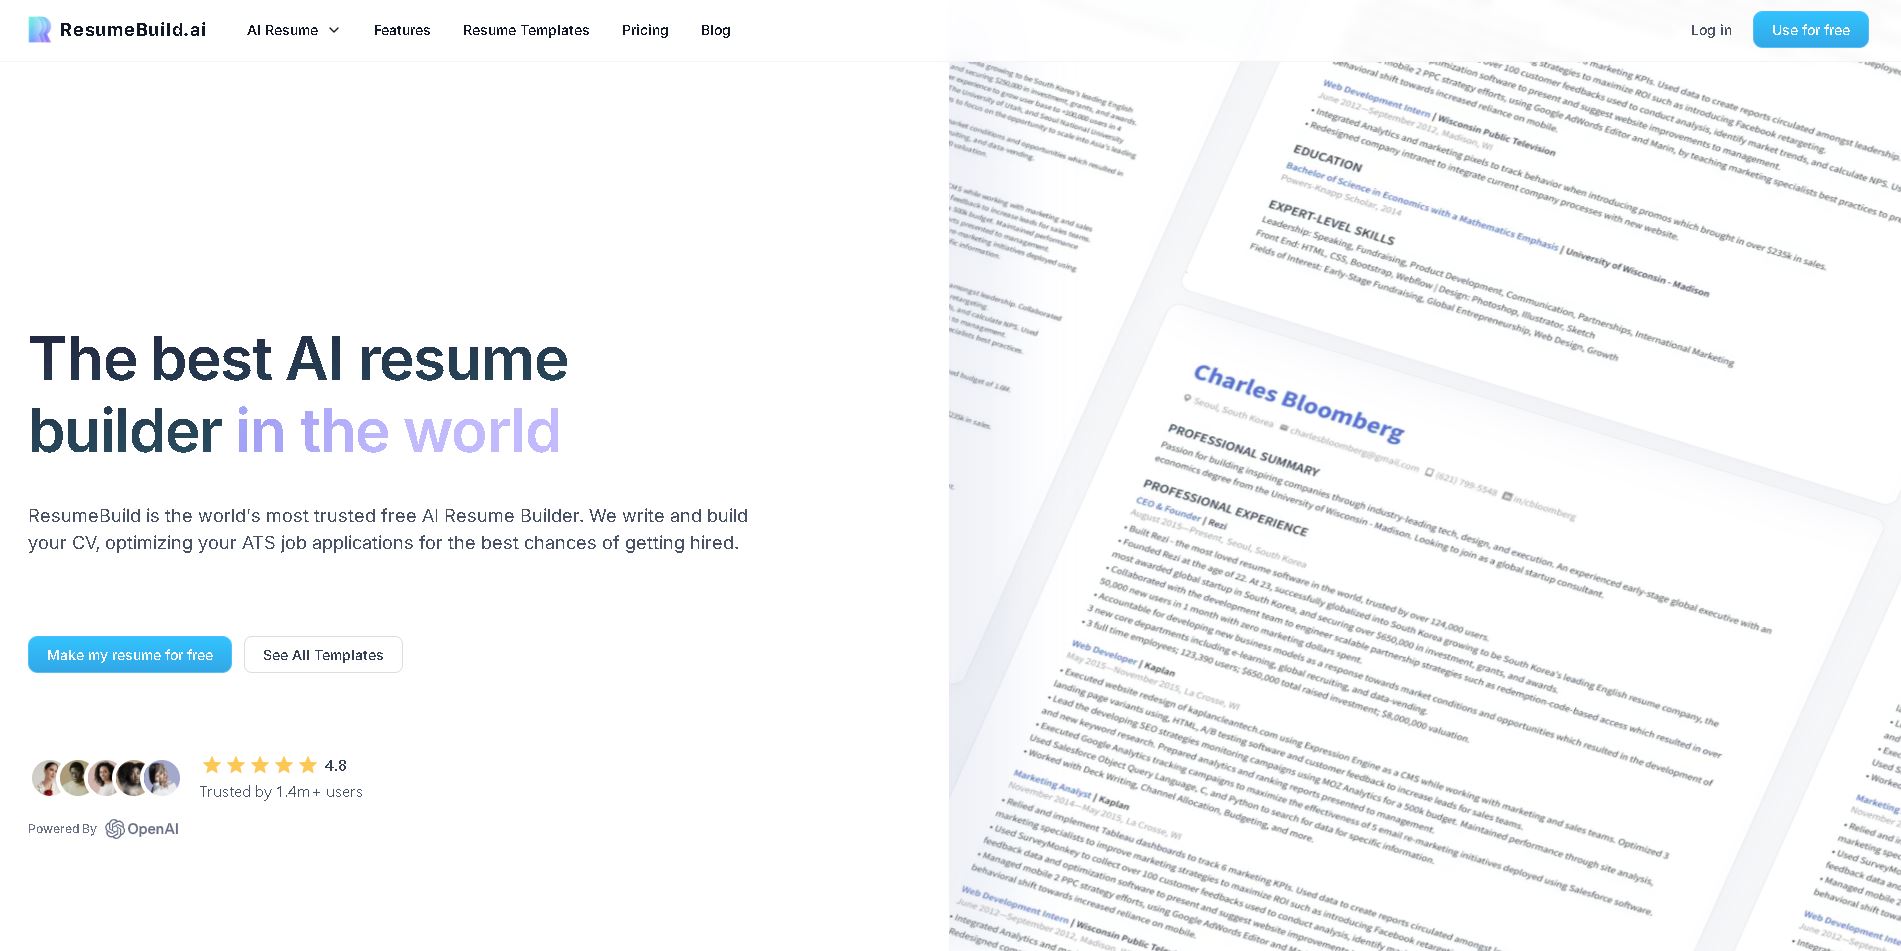 ResumeBuild.ai
AI Resume
Features
Resume Templates
Pricing
Blog
Log in
Use for free
The best AI resume
builder in the world
ResumeBuild is the world's most trusted free AI Resume Builder. We write and build
your CV, optimizing your ATS job applications for the best chances of getting hired.
Make my resume for free
See All Templates
4.8
Trusted by 1.4m+ users
Powered By OpenAI
Web Development Intern | Wisconsin Public Television
June 2012—September 2012, Madison, WI
• Integrated Analytics and marketing pixels to track behavior when introducing promos which brought in over $235k in sales.
• Redesigned company intranet to integrate current company processes with new website.
EDUCATION
Bachelor of Science in Economics with a Mathematics Emphasis | University of Wisconsin - Madison
Powers-Knapp Scholar, 2014
EXPERT-LEVEL SKILLS
Leadership: Speaking, Fundraising, Product Development, Communication, Partnerships, International Marketing
Front End: HTML, CSS, Bootstrap, Webflow | Design: Photoshop, Illustrator, Sketch
Fields of Interest: Early-Stage Fundraising, Global Entrepreneurship, Web Design, Growth
Charles Bloomberg
Seoul, South Korea charlesbloomberg@gmail.com (621) 799-5548 in/cbloomberg
PROFESSIONAL SUMMARY
Passion for building inspiring companies through industry-leading tech, design, and execution. An experienced early-stage global executive with an
economics degree from the University of Wisconsin - Madison. Looking to join as a global startup consultant.
PROFESSIONAL EXPERIENCE
CEO & Founder | Rezi
August 2015—Present, Seoul, South Korea
• Built Rezi - the most loved resume software in the world, trusted by over 124,000 users.
• Founded Rezi at the age of 22. At 23, successfully globalized into South Korea growing to be South Korea's leading English resume company, the
most awarded global startup in South Korea, and securing over $650,000 in investment, grants, and awards.
• Collaborated with the development team to engineer scalable partnership strategies such as redemption-code-based access which resulted in over
50,000 new users in 1 month with zero marketing dollars spent.
• Accountable for developing new business models as a response towards market conditions and opportunities which resulted in the development of
3 new core departments including e-learning, global recruiting, and data-vending.
• 3 full time employees; 123,390 users; $650,000 total raised investment; $8,000,000 valuation.
Web Developer | Kaplan
May 2015—November 2015, La Crosse, WI
• Executed website redesign of kaplancleantech.com using Expression Engine as a CMS while working with marketing and sales teams. Optimized 3
landing page variants using, HTML, A/B testing software and customer feedback to increase leads for sales teams.
• Lead the developing SEO strategies monitoring campaigns using MOZ Analytics for a 500k budget. Maintained performance through site analysis,
and new keyword research. Prepared analytics and ranking reports presented to management.
• Executed Google Analytics tracking campaigns to maximize the effectiveness of 5 email re-marketing initiatives deployed using Salesforce software.
Used Salesforce Object Query Language, C, and Python to search for data for specific information.
• Worked with Deck Writing, Channel Allocation, Budgeting, and more.
Marketing Analyst | Kaplan
November 2014—May 2015, La Crosse, WI
• Relied and implement Tableau dashboards to track 6 marketing KPIs. Used data to create reports circulated amongst
marketing specialists to improve marketing strategies to maximize ROI such as introducing Facebook retargeting.
• Used SurveyMonkey to collect over 100 customer feedbacks used to conduct analysis, identify market
feedback data and optimization software to present and suggest website improvements
• Managed mobile 2 PPC strategy efforts, using Google AdWords Editor and Marin, by
behavioral shift towards increased reliance on mobile.
Web Development Intern | Wisconsin Public
June 2012—September 2012, Madison,
• Integrated Analytics and